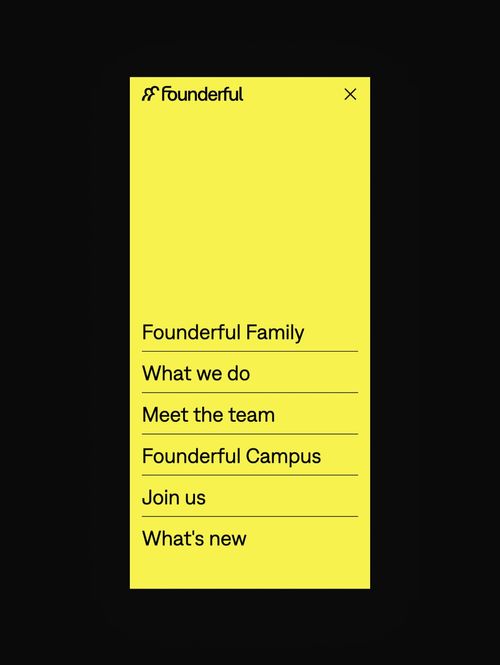 Founderful
Founderful Family
What we do
Meet the team
Founderful Campus
Join us
What's new